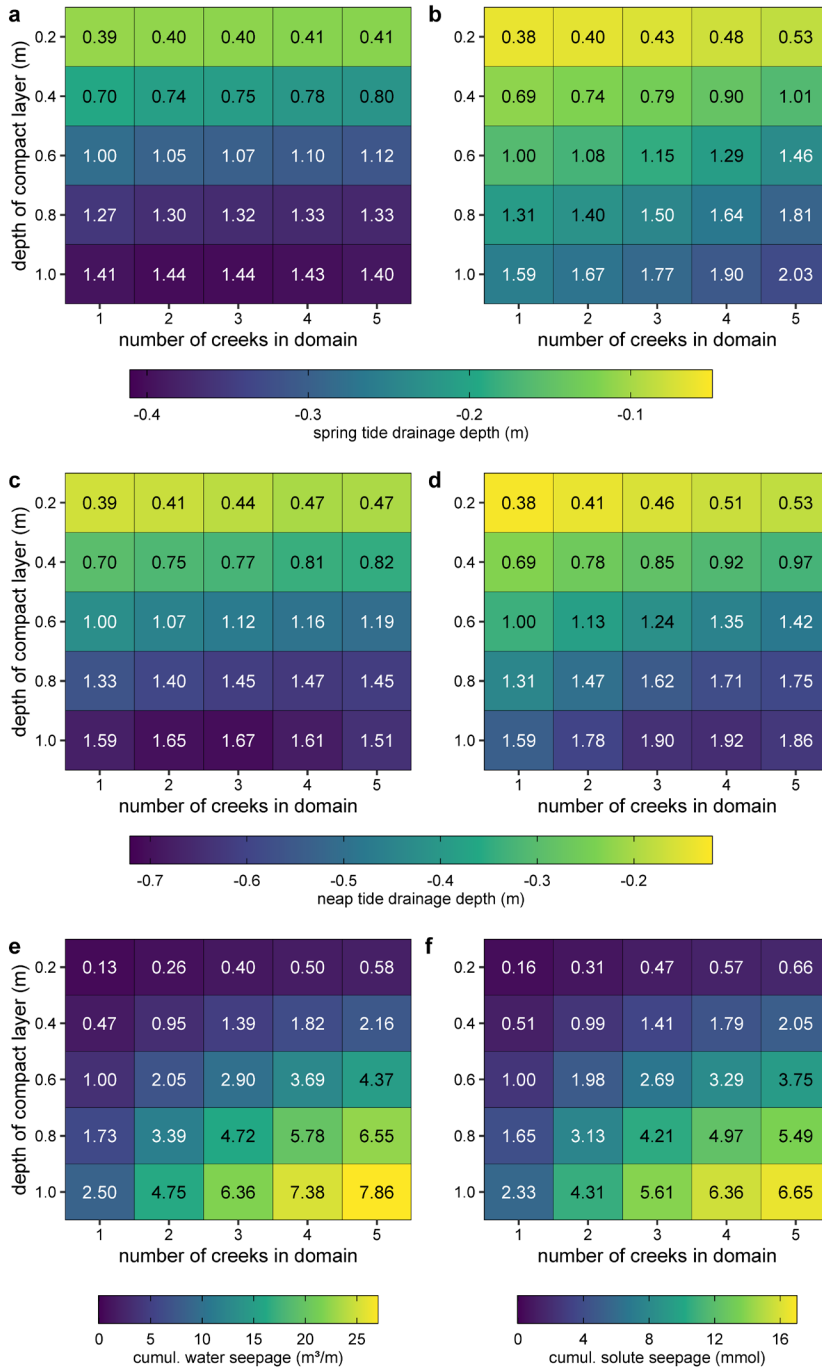 a b
0.2 0.39 0.40 0.40 0.41 0.41 0.38 0.40 0.43 0.48 0.53
0.4 0.70 0.74 0.75 0.78 0.80 0.69 0.74 0.79 0.90 1.01
0.6 1.00 1.05 1.07 1.10 1.12 1.00 1.08 1.15 1.29 1.46
0.8 1.27 1.30 1.32 1.33 1.33 1.31 1.40 1.50 1.64 1.81
1.0 1.41 1.44 1.44 1.43 1.40 1.59 1.67 1.77 1.90 2.03
depth of compact layer (m)
1 2 3 4 5 1 2 3 4 5
number of creeks in domain number of creeks in domain
-0.4 -0.3 -0.2 -0.1
spring tide drainage depth (m)
c d
0.2 0.39 0.41 0.44 0.47 0.47 0.38 0.41 0.46 0.51 0.53
0.4 0.70 0.75 0.77 0.81 0.82 0.69 0.78 0.85 0.92 0.97
0.6 1.00 1.07 1.12 1.16 1.19 1.00 1.13 1.24 1.35 1.42
0.8 1.33 1.40 1.45 1.47 1.45 1.31 1.47 1.62 1.71 1.75
1.0 1.59 1.65 1.67 1.61 1.51 1.59 1.78 1.90 1.92 1.86
depth of compact layer (m)
1 2 3 4 5 1 2 3 4 5
number of creeks in domain number of creeks in domain
-0.7 -0.6 -0.5 -0.4 -0.3 -0.2
neap tide drainage depth (m)
e f
0.2 0.13 0.26 0.40 0.50 0.58 0.16 0.31 0.47 0.57 0.66
0.4 0.47 0.95 1.39 1.82 2.16 0.51 0.99 1.41 1.79 2.05
0.6 1.00 2.05 2.90 3.69 4.37 1.00 1.98 2.69 3.29 3.75
0.8 1.73 3.39 4.72 5.78 6.55 1.65 3.13 4.21 4.97 5.49
1.0 2.50 4.75 6.36 7.38 7.86 2.33 4.31 5.61 6.36 6.65
depth of compact layer (m)
1 2 3 4 5 1 2 3 4 5
number of creeks in domain number of creeks in domain
0 5 10 15 20 25 0 4 8 12 16
cumul. water seepage (m³/m) cumul. solute seepage (mmol)